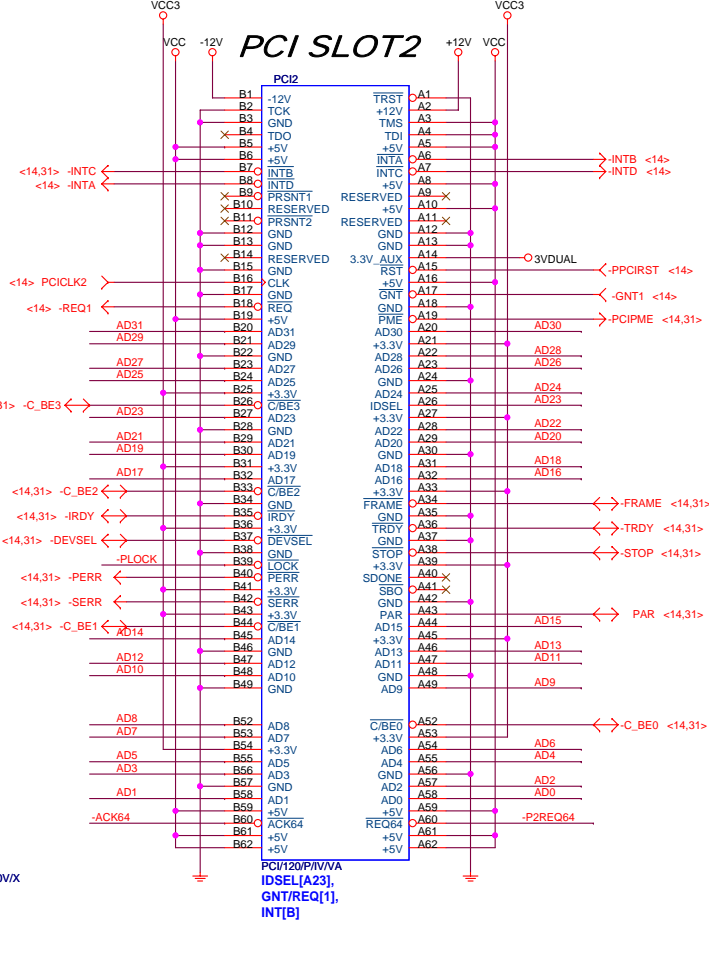 VCC3 VCC3
VCC -12V PCI SLOT2 +12V VCC
PCI2
B1 -12V TRST A1
B2 TCK +12V A2
B3 GND TMS A3
B4 TDO TDI A4
B5 +5V +5V A5
B6 +5V INTA A6 -INTB <14>
<14,31> -INTC B7 INTB INTC A7 -INTD <14>
<14> -INTA B8 INTD +5V A8
B9 PRSNT1 RESERVED A9
B10 RESERVED +5V A10
B11 PRSNT2 RESERVED A11
B12 GND GND A12
B13 GND GND A13
B14 RESERVED 3.3V_AUX A14 3VDUAL
B15 GND RST A15 -PPCIRST <14>
<14> PCICLK2 B16 CLK +5V A16
B17 GND GNT A17 -GNT1 <14>
<14> -REQ1 B18 REQ GND A18
B19 +5V PME A19 -PCIPME <14,31>
AD31 B20 AD31 AD30 A20 AD30
AD29 B21 AD29 +3.3V A21
B22 GND AD28 A22 AD28
AD27 B23 AD27 AD26 A23 AD26
AD25 B24 AD25 GND A24
B25 +3.3V AD24 A25 AD24
31> -C_BE3 B26 C/BE3 IDSEL A26 AD23
AD23 B27 AD23 +3.3V A27
B28 GND AD22 A28 AD22
AD21 B29 AD21 AD20 A29 AD20
AD19 B30 AD19 GND A30
B31 +3.3V AD18 A31 AD18
AD17 B32 AD17 AD16 A32 AD16
<14,31> -C_BE2 B33 C/BE2 +3.3V A33
B34 GND FRAME A34 -FRAME <14,31>
<14,31> -IRDY B35 IRDY GND A35
B36 +3.3V TRDY A36 -TRDY <14,31>
<14,31> -DEVSEL B37 DEVSEL GND A37
B38 GND STOP A38 -STOP <14,31>
-PLOCK B39 LOCK +3.3V A39
<14,31> -PERR B40 PERR SDONE A40
B41 +3.3V SBO A41
<14,31> -SERR B42 SERR GND A42
B43 +3.3V PAR A43 PAR <14,31>
<14,31> -C_BE1 B44 C/BE1 AD15 A44 AD15
AD14 B45 AD14 +3.3V A45
B46 GND AD13 A46 AD13
AD12 B47 AD12 AD11 A47 AD11
AD10 B48 AD10 GND A48
B49 GND AD9 A49 AD9
AD8 B52 AD8 C/BE0 A52 -C_BE0 <14,31>
AD7 B53 AD7 +3.3V A53
B54 +3.3V AD6 A54 AD6
AD5 B55 AD5 AD4 A55 AD4
AD3 B56 AD3 GND A56
B57 GND AD2 A57 AD2
AD1 B58 AD1 AD0 A58 AD0
B59 +5V +5V A59
-ACK64 B60 ACK64 REQ64 A60 -P2REQ64
B61 +5V +5V A61
B62 +5V +5V A62
PCI/120/P/IV/VA
0V/X
IDSEL[A23],
GNT/REQ[1],
INT[B]